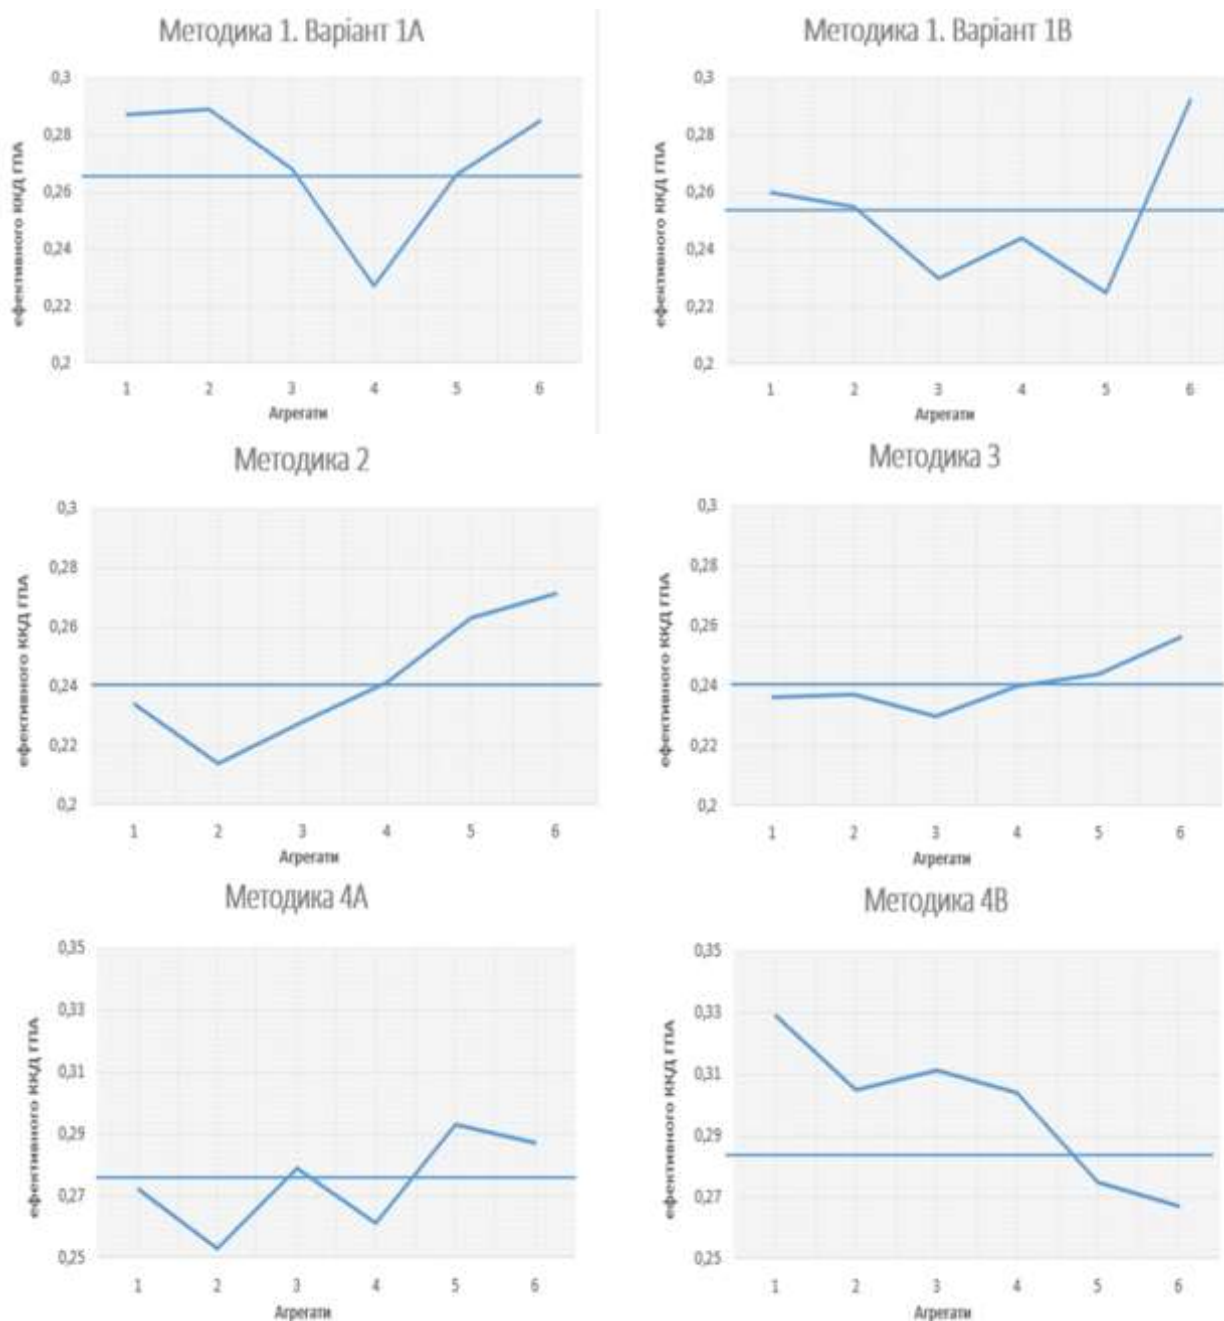 Методика 1. Варіант 1А
ефективного ККД ГПА
0,3
0,28
0,26
0,24
0,22
0,2
1 2 3 4 5 6
Агрегати
Методика 1. Варіант 1В
ефективного ККД ГПА
0,3
0,28
0,26
0,24
0,22
0,2
1 2 3 4 5 6
Агрегати
Методика 2
ефективного ККД ГПА
0,3
0,28
0,26
0,24
0,22
0,2
1 2 3 4 5 6
Агрегати
Методика 3
ефективного ККД ГПА
0,3
0,28
0,26
0,24
0,22
0,2
1 2 3 4 5 6
Агрегати
Методика 4А
ефективного ККД ГПА
0,35
0,33
0,31
0,29
0,27
0,25
1 2 3 4 5 6
Агрегати
Методика 4В
ефективного ККД ГПА
0,35
0,33
0,31
0,29
0,27
0,25
1 2 3 4 5 6
Агрегати